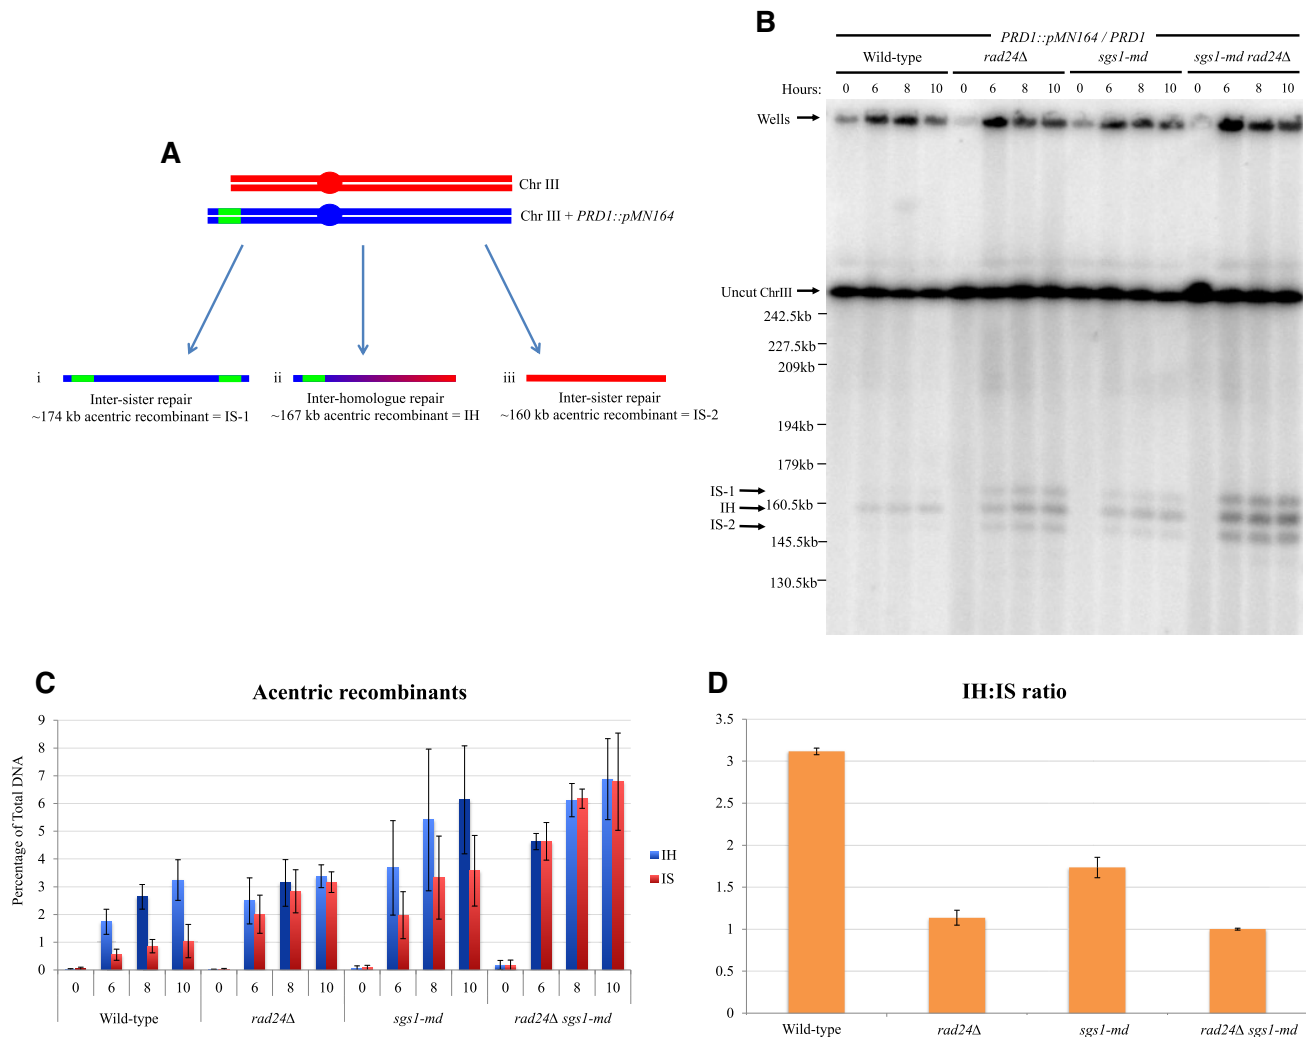 A
Chr III
Chr III + PRD1::pMN164
i
Inter-sister repair
~174 kb acentric recombinant = IS-1
ii
Inter-homologue repair
~167 kb acentric recombinant = IH
iii
Inter-sister repair
~160 kb acentric recombinant = IS-2
B
PRD1::pMN164 / PRD1
Wild-type rad24Δ sgs1-md sgs1-md rad24Δ
Hours: 0 6 8 10 0 6 8 10 0 6 8 10 0 6 8 10
Wells
Uncut ChrIII
242.5kb
227.5kb
209kb
194kb
179kb
IS-1
160.5kb
IH
IS-2
145.5kb
130.5kb
C
Acentric recombinants
Percentage of Total DNA
9
8
7
6
5
4
3
2
1
0
0 6 8 10 0 6 8 10 0 6 8 10 0 6 8 10
Wild-type rad24Δ sgs1-md rad24Δ sgs1-md
IH
IS
D
IH:IS ratio
3.5
3
2.5
2
1.5
1
0.5
0
Wild-type rad24Δ sgs1-md rad24Δ sgs1-md